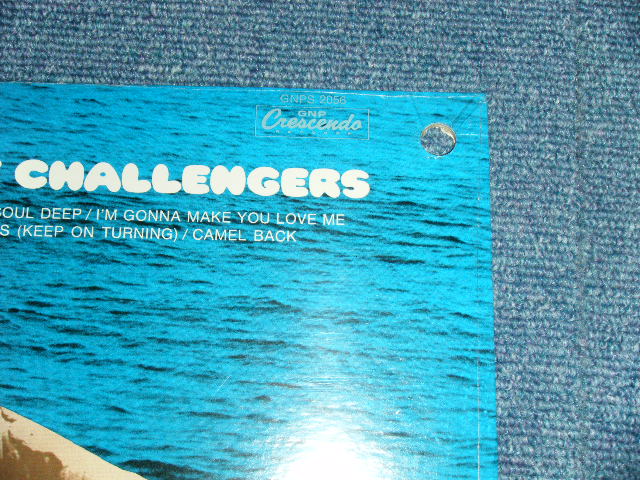 GNPS 2056
GNP
Crescendo
CHALLENGERS
SOUL DEEP / I'M GONNA MAKE YOU LOVE ME
S (KEEP ON TURNING) / CAMEL BACK